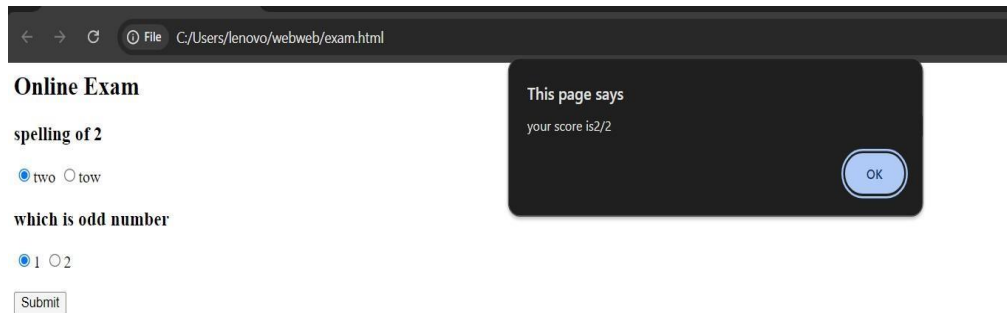 File C:/Users/lenovo/webweb/exam.html
Online Exam
spelling of 2
two tow
which is odd number
1 2
Submit
This page says
your score is2/2
OK